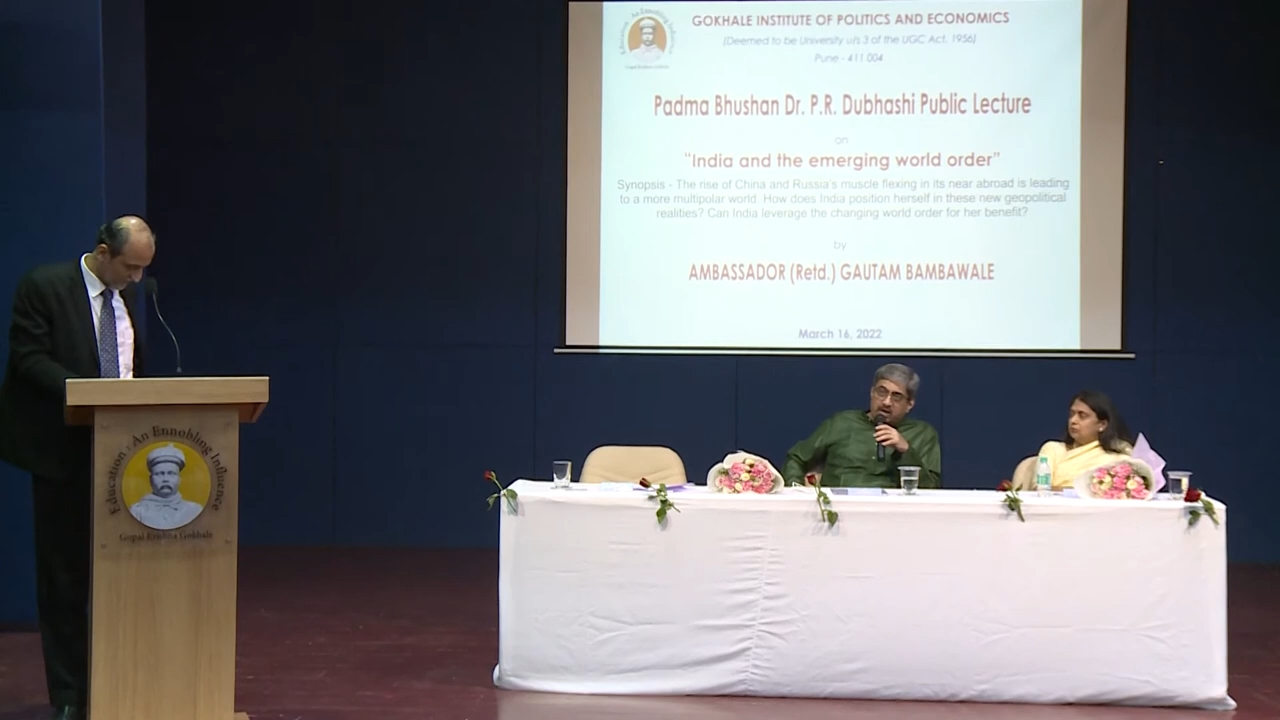 GOKHALE INSTITUTE OF POLITICS AND ECONOMICS
(Deemed to be University u/s 3 of the UGC Act, 1956)
Pune - 411 004
Education : An Ennobling Influence
Padma Bhushan Dr. P.R. Dubhashi Public Lecture
on
"India and the emerging world order"
Synopsis - The rise of China and Russia's muscle flexing in its near abroad is leading
to a more multipolar world. How does India position herself in these new geopolitical
realities? Can India leverage the changing world order for her benefit?
by
AMBASSADOR (Retd.) GAUTAM BAMBAWALE
March 16, 2022
Education : An Ennobling Influence
Gopal Krishna Gokhale